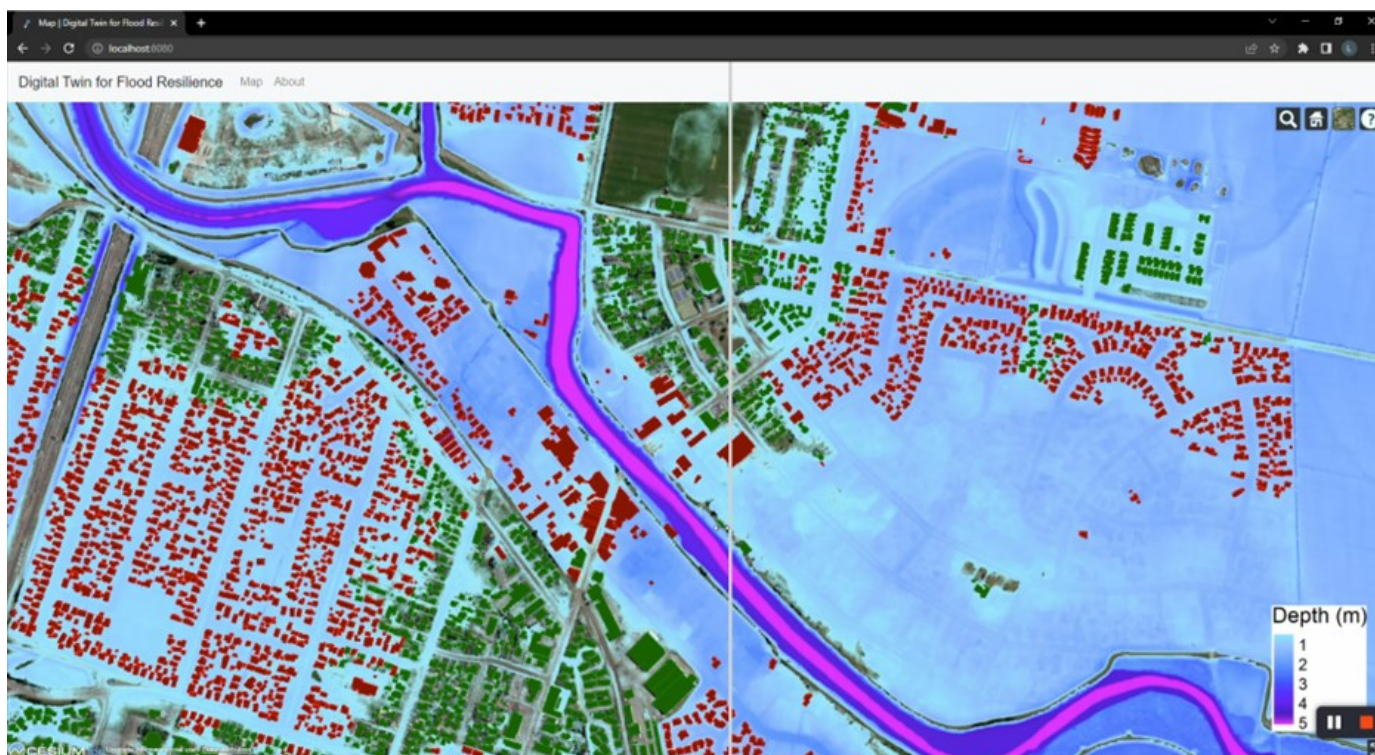 Map | Digital Twin for Flood Resil
localhost:8080
Digital Twin for Flood Resilience Map About
Depth (m)
1
2
3
4
5
CESIUM